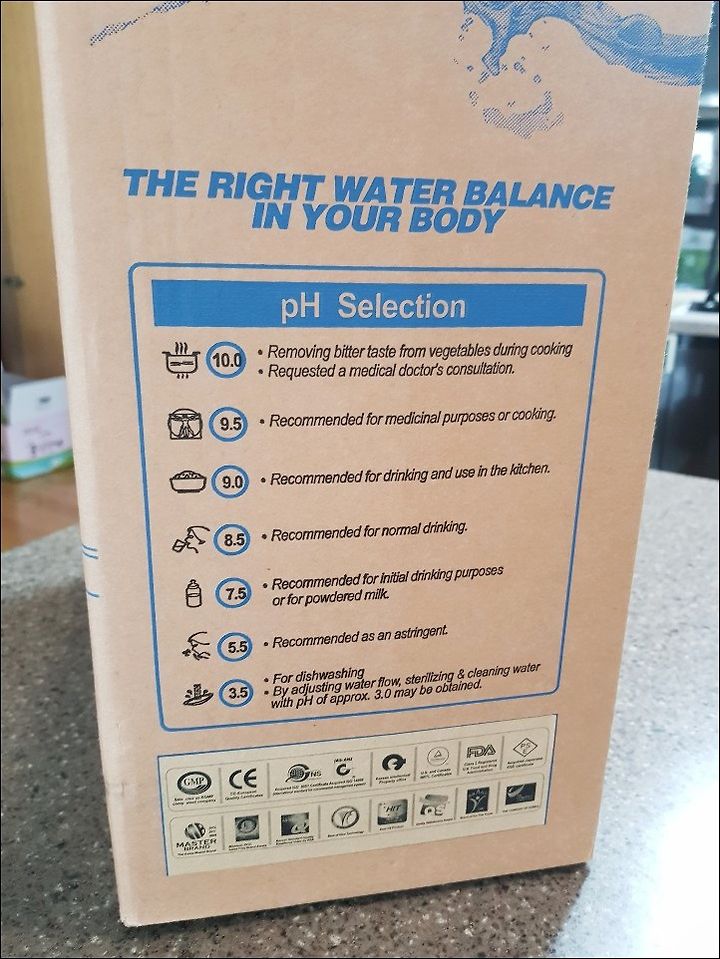 THE RIGHT WATER BALANCE
IN YOUR BODY
pH Selection
10.0
• Removing bitter taste from vegetables during cooking
• Requested a medical doctor's consultation.
9.5
• Recommended for medicinal purposes or cooking.
9.0
• Recommended for drinking and use in the kitchen.
8.5
• Recommended for normal drinking.
7.5
• Recommended for initial drinking purposes
or for powdered milk.
5.5
• Recommended as an astringent.
3.5
• For dishwashing
• By adjusting water flow, sterilizing & cleaning water
with pH of approx. 3.0 may be obtained.
GMP
CE
NS
FDA
PS
E
HIT
MASTER
BRAND